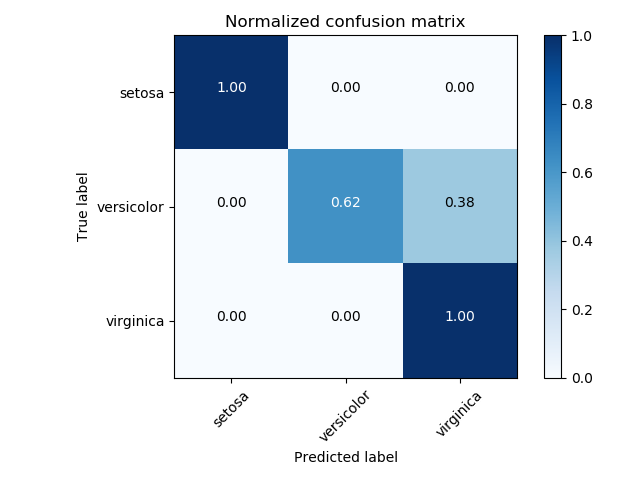 Normalized confusion matrix
setosa
1.00 0.00 0.00
versicolor
0.00 0.62 0.38
virginica
0.00 0.00 1.00
True label
setosa versicolor virginica
Predicted label
1.0
0.8
0.6
0.4
0.2
0.0